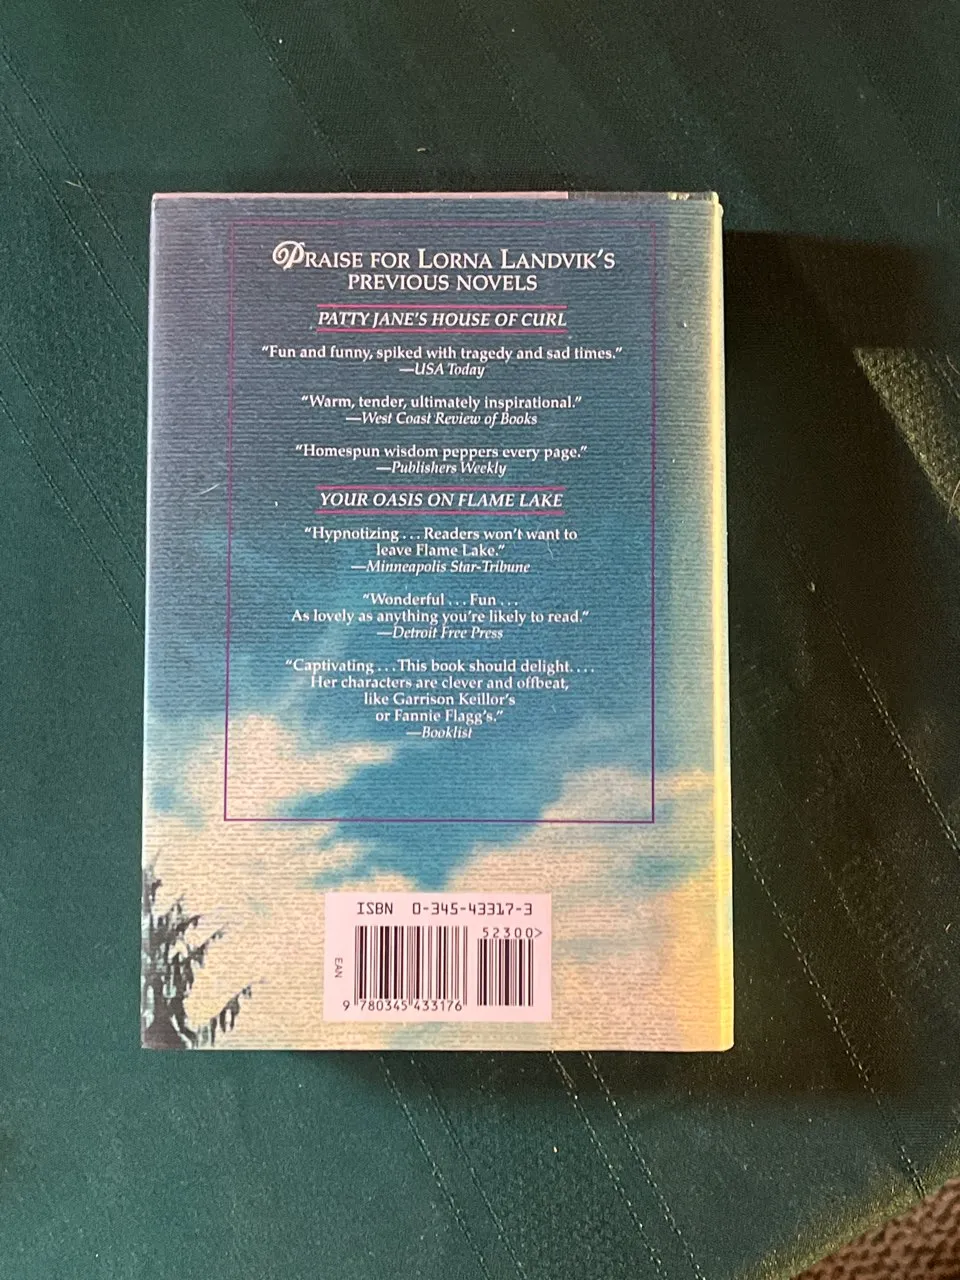 PRAISE FOR LORNA LANDVIK'S
PREVIOUS NOVELS
PATTY JANE'S HOUSE OF CURL
“Fun and funny, spiked with tragedy and sad times.”
—USA Today
“Warm, tender, ultimately inspirational.”
—West Coast Review of Books
“Homespun wisdom peppers every page.”
—Publishers Weekly
YOUR OASIS ON FLAME LAKE
“Hypnotizing . . . Readers won't want to
leave Flame Lake.”
—Minneapolis Star-Tribune
“Wonderful . . . Fun . . .
As lovely as anything you're likely to read.”
—Detroit Free Press
“Captivating . . . This book should delight. . . .
Her characters are clever and offbeat,
like Garrison Keillor's
or Fannie Flagg's.”
—Booklist
ISBN 0-345-43317-3
52300>
EAN
9 780345 433176